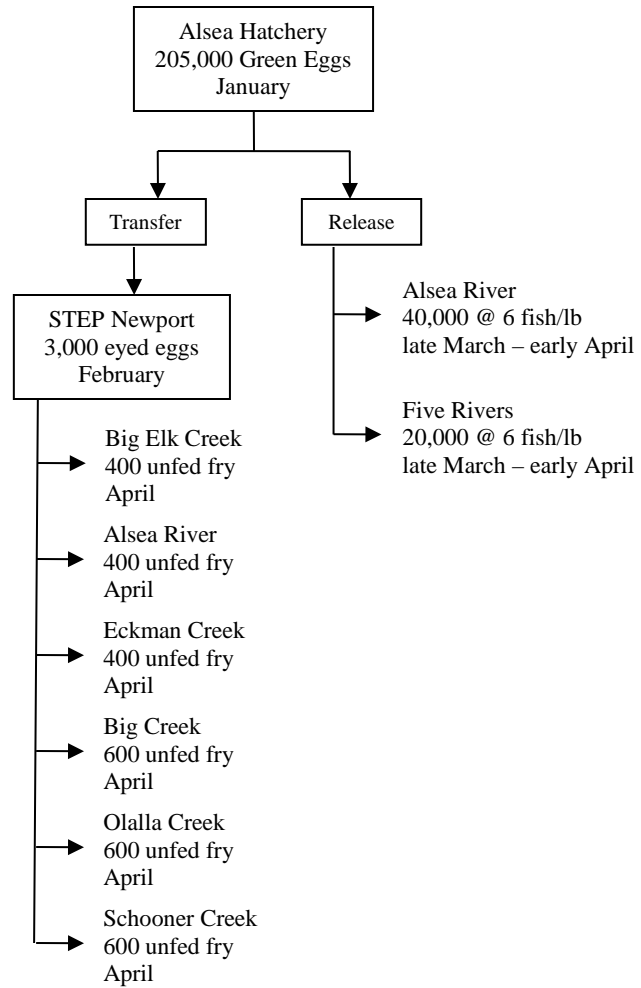 Alsea Hatchery
205,000 Green Eggs
January
Transfer
Release
STEP Newport
3,000 eyed eggs
February
Alsea River
40,000 @ 6 fish/lb
late March – early April
Five Rivers
20,000 @ 6 fish/lb
late March – early April
Big Elk Creek
400 unfed fry
April
Alsea River
400 unfed fry
April
Eckman Creek
400 unfed fry
April
Big Creek
600 unfed fry
April
Olalla Creek
600 unfed fry
April
Schooner Creek
600 unfed fry
April